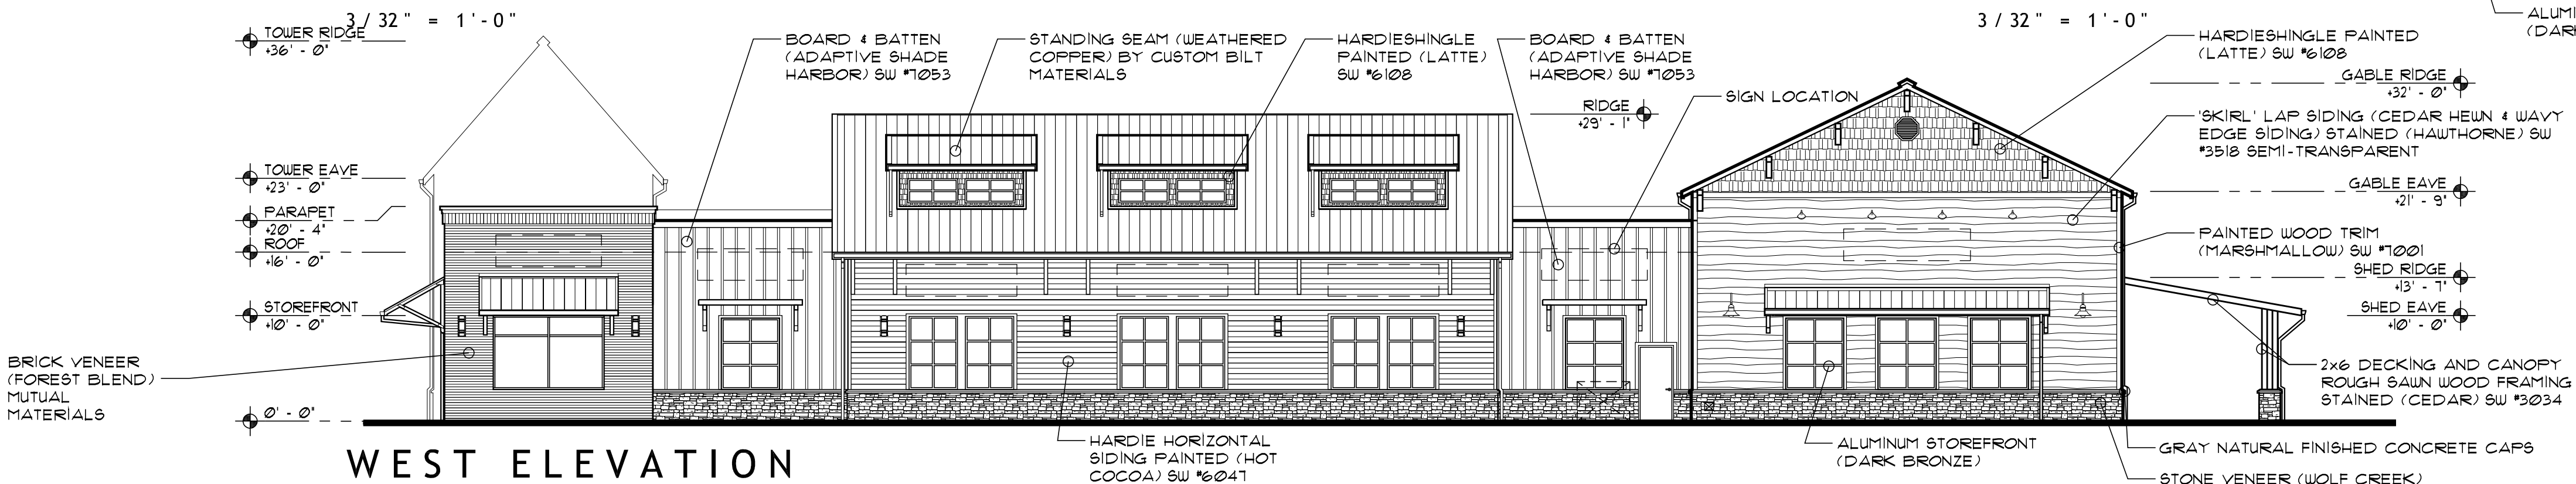 3/32" = 1'-0"
3/32" = 1'-0"
TOWER RIDGE
+36' - 0"
TOWER EAVE
+23' - 0"
PARAPET
+20' - 4"
ROOF
+16' - 0"
STOREFRONT
+10' - 0"
BRICK VENEER
(FOREST BLEND)
MUTUAL
MATERIALS
0' - 0"
BOARD & BATTEN
(ADAPTIVE SHADE
HARBOR) SW #7053
STANDING SEAM (WEATHERED
COPPER) BY CUSTOM BILT
MATERIALS
HARDIESHINGLE
PAINTED (LATTE)
SW #6108
BOARD & BATTEN
(ADAPTIVE SHADE
HARBOR) SW #7053
RIDGE
+29' - 1"
SIGN LOCATION
ALUMI
(DARK
HARDIESHINGLE PAINTED
(LATTE) SW #6108
GABLE RIDGE
+32' - 0"
'SKIRL' LAP SIDING (CEDAR HEWN & WAVY
EDGE SIDING) STAINED (HAWTHORNE) SW
#3518 SEMI-TRANSPARENT
GABLE EAVE
+21' - 9"
PAINTED WOOD TRIM
(MARSHMALLOW) SW #7001
SHED RIDGE
+13' - 7"
SHED EAVE
+10' - 0"
2x6 DECKING AND CANOPY
ROUGH SAWN WOOD FRAMING
STAINED (CEDAR) SW #3034
HARDIE HORIZONTAL
SIDING PAINTED (HOT
COCOA) SW #6047
ALUMINUM STOREFRONT
(DARK BRONZE)
GRAY NATURAL FINISHED CONCRETE CAPS
STONE VENEER (WOLF CREEK)
WEST ELEVATION